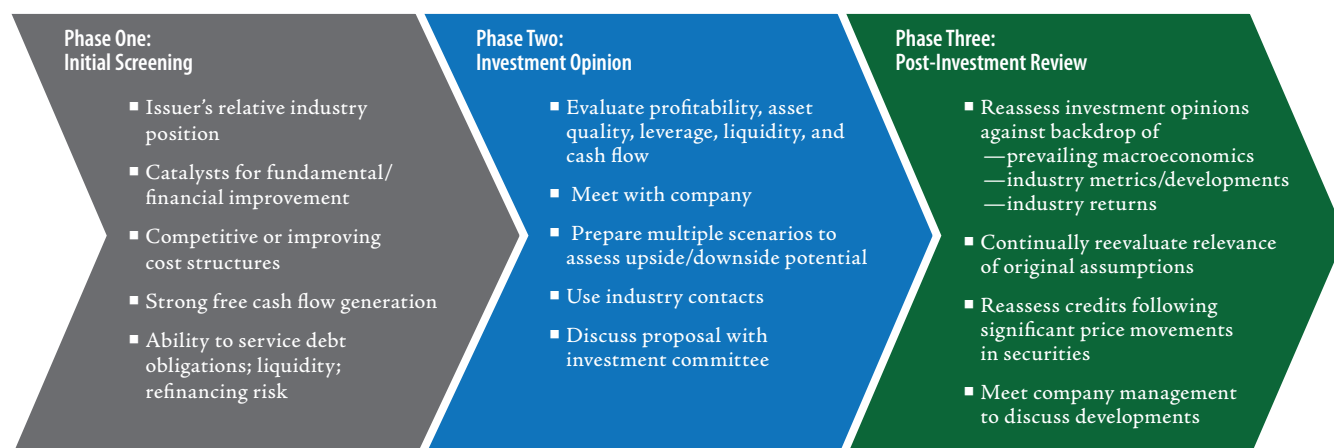 Phase One:
Initial Screening
■ Issuer's relative industry
position
■ Catalysts for fundamental/
financial improvement
■ Competitive or improving
cost structures
■ Strong free cash flow generation
■ Ability to service debt
obligations; liquidity;
refinancing risk
Phase Two:
Investment Opinion
■ Evaluate profitability, asset
quality, leverage, liquidity, and
cash flow
■ Meet with company
■ Prepare multiple scenarios to
assess upside/downside potential
■ Use industry contacts
■ Discuss proposal with
investment committee
Phase Three:
Post-Investment Review
■ Reassess investment opinions
against backdrop of
—prevailing macroeconomics
—industry metrics/developments
—industry returns
■ Continually reevaluate relevance
of original assumptions
■ Reassess credits following
significant price movements
in securities
■ Meet company management
to discuss developments